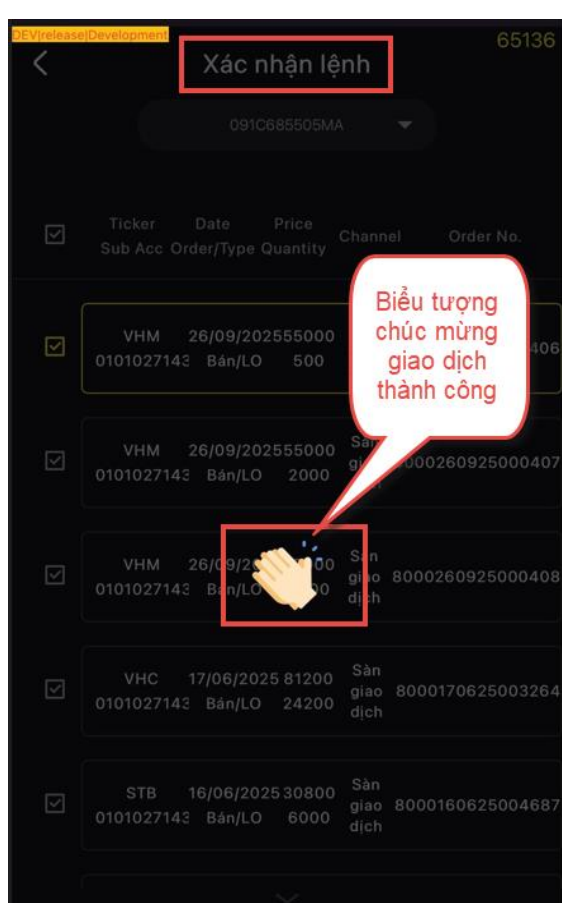 DEV|release|Development
65136
Xác nhận lệnh
091C685505MA
Ticker Date Price Channel Order No.
Sub Acc Order/Type Quantity
Biểu tượng
chúc mừng
giao dịch
thành công
VHM 26/09/2025 55000
0101027143 Bán/LO 500
406
VHM 26/09/2025 55000
0101027143 Bán/LO 2000
000260925000407
VHM
0101027143 Bán/LO
Sàn
giao 8000260925000408
dịch
VHC 17/06/2025 81200
0101027143 Bán/LO 24200
Sàn
giao 8000170625003264
dịch
STB 16/06/2025 30800
0101027143 Bán/LO 6000
Sàn
giao 8000160625004687
dịch